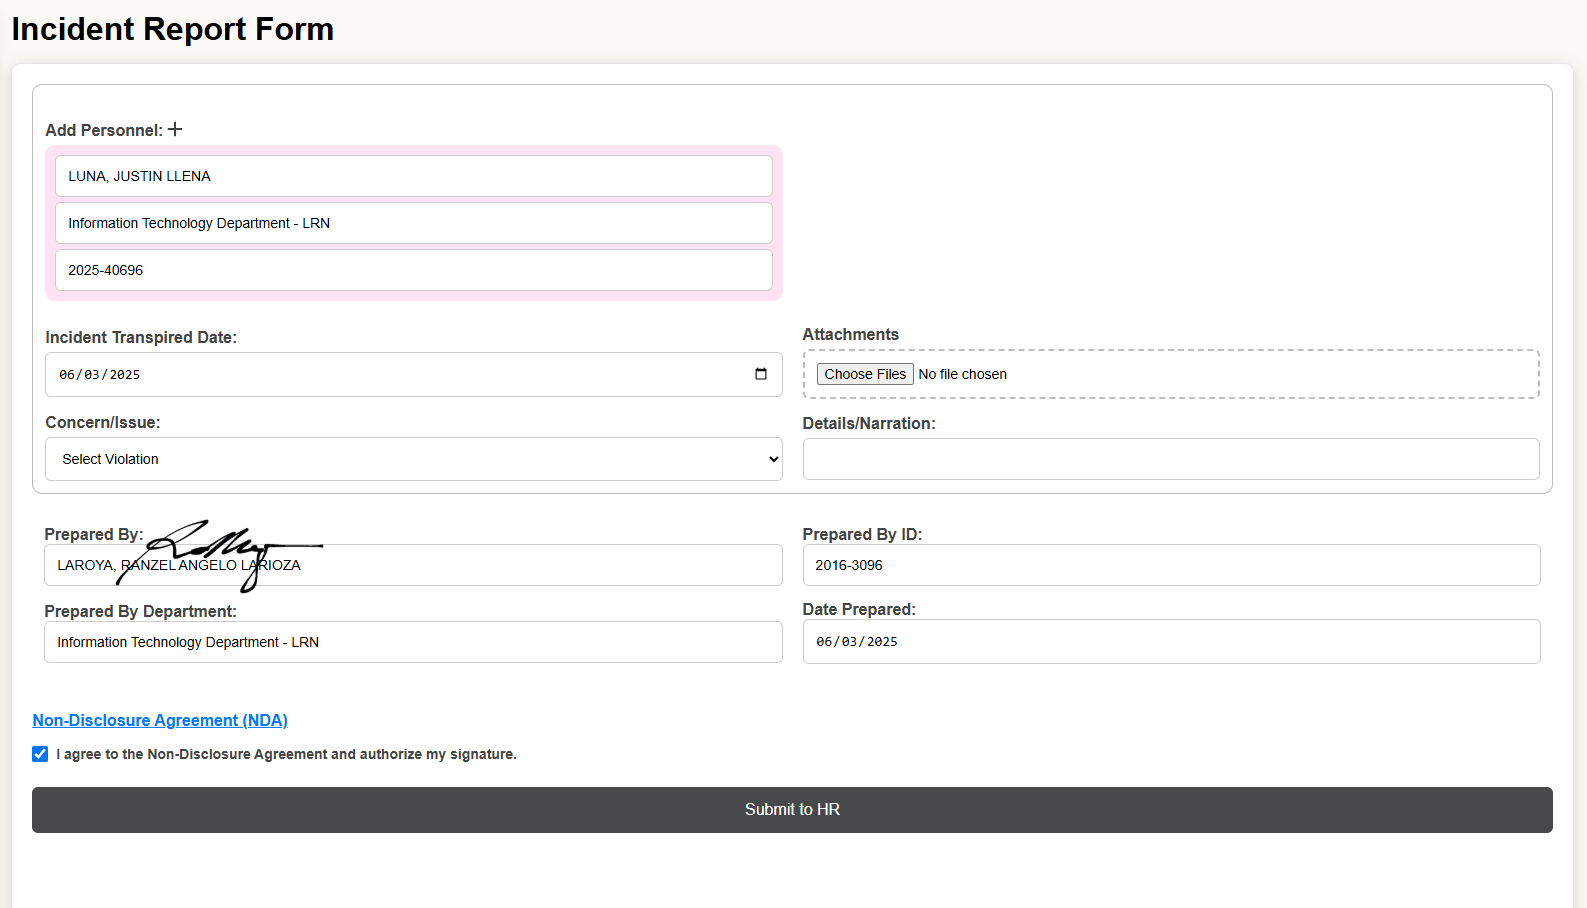 Incident Report Form
Add Personnel: +
LUNA, JUSTIN LLENA
Information Technology Department - LRN
2025-40696
Incident Transpired Date:
06/03/2025
Attachments
Choose Files No file chosen
Concern/Issue:
Select Violation
Details/Narration:
Prepared By:
LAROYA, RANZEL ANGELO LARIOZA
Prepared By ID:
2016-3096
Prepared By Department:
Information Technology Department - LRN
Date Prepared:
06/03/2025
Non-Disclosure Agreement (NDA)
I agree to the Non-Disclosure Agreement and authorize my signature.
Submit to HR